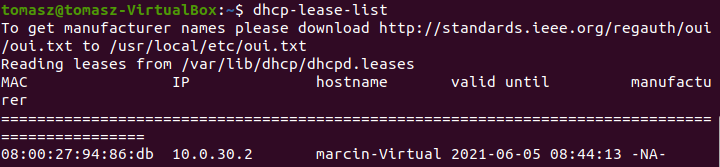 tomasz@tomasz-VirtualBox:~$ dhcp-lease-list
To get manufacturer names please download http://standards.ieee.org/regauth/oui
/oui.txt to /usr/local/etc/oui.txt
Reading leases from /var/lib/dhcp/dhcpd.leases
MAC                IP              hostname       valid until         manufactu
rer
===============================================================================
================
08:00:27:94:86:db  10.0.30.2       marcin-Virtual 2021-06-05 08:44:13 -NA-